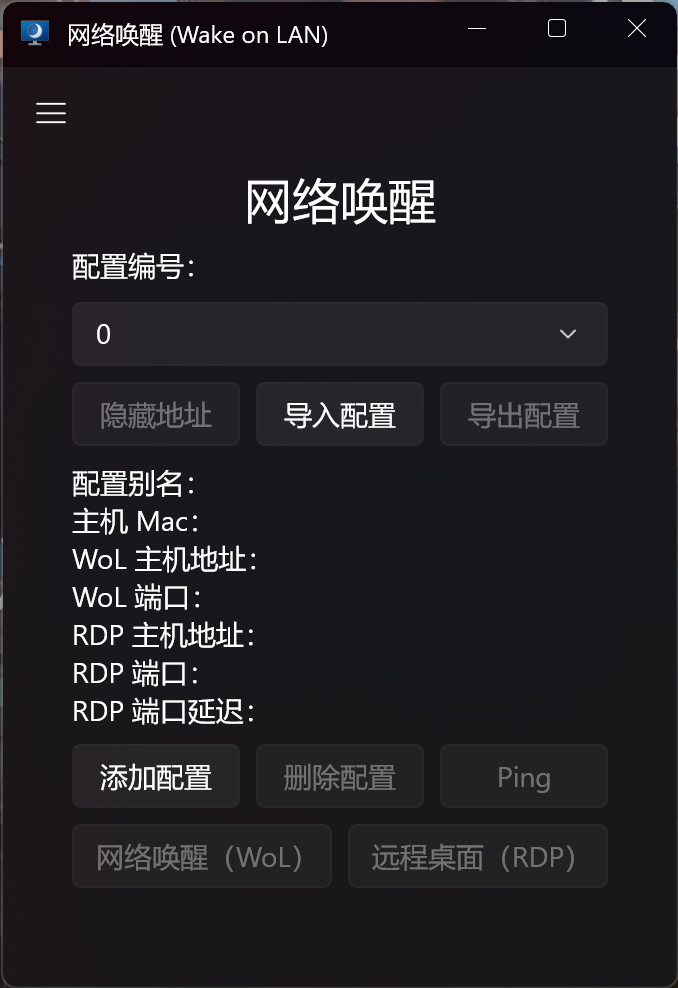 网络唤醒 (Wake on LAN)
网络唤醒
配置编号：
0
隐藏地址 导入配置 导出配置
配置别名：
主机 Mac：
WoL 主机地址：
WoL 端口：
RDP 主机地址：
RDP 端口：
RDP 端口延迟：
添加配置 删除配置 Ping
网络唤醒（WoL） 远程桌面（RDP）